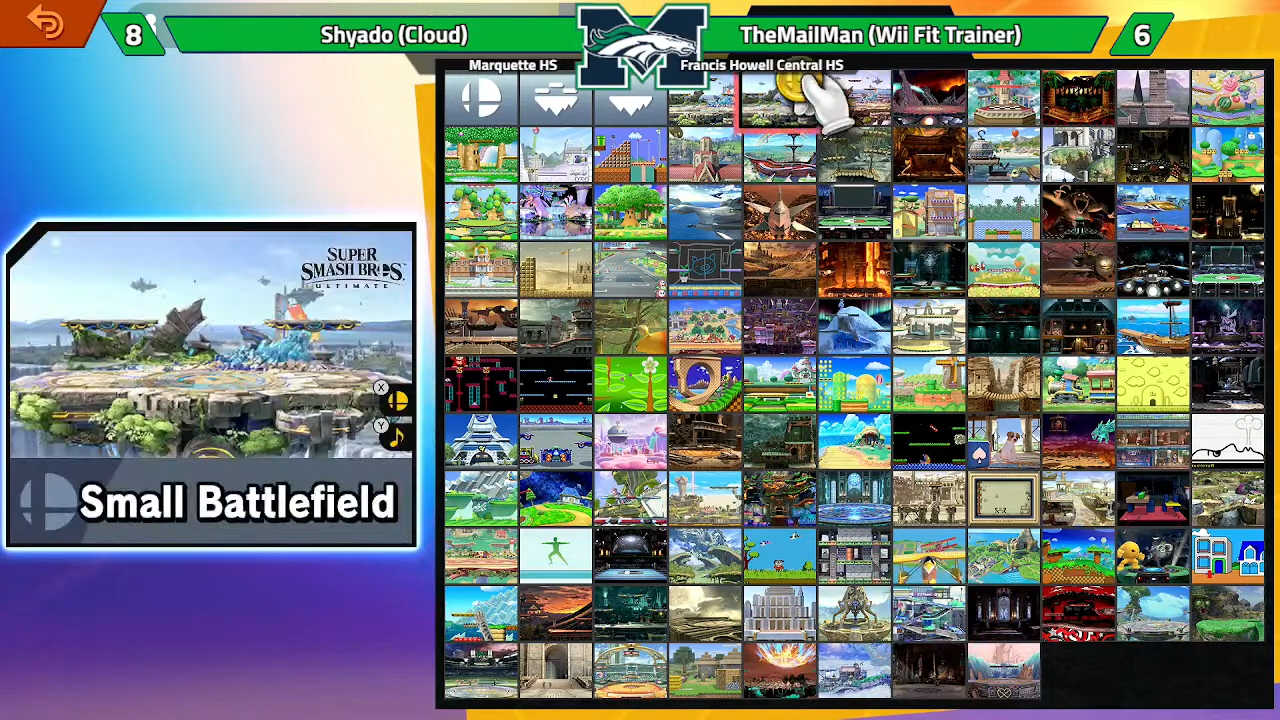 8
Shyado (Cloud)
TheMailMan (Wii Fit Trainer)
6
Marquette HS
Francis Howell Central HS
SUPER
SMASH BROS.
ULTIMATE
X
Y
Small Battlefield